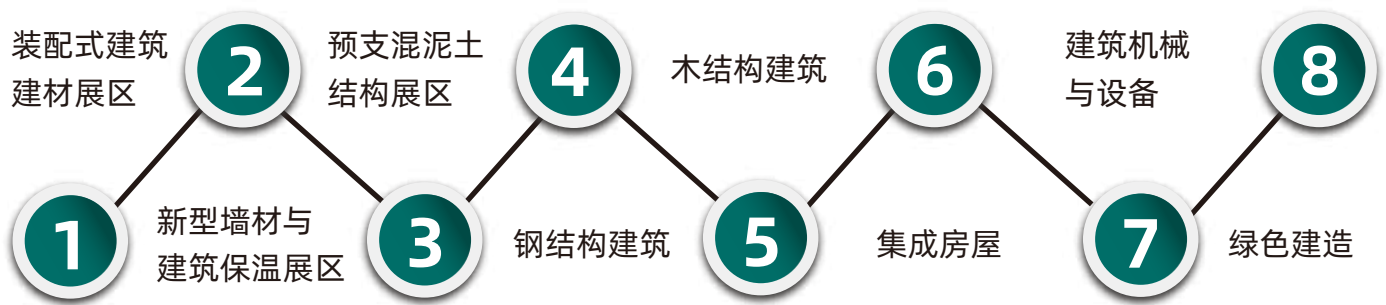 1
装配式建筑
建材展区
2
新型墙材与
建筑保温展区
3
预支混泥土
结构展区
4
钢结构建筑
5
木结构建筑
6
集成房屋
7
建筑机械
与设备
8
绿色建造